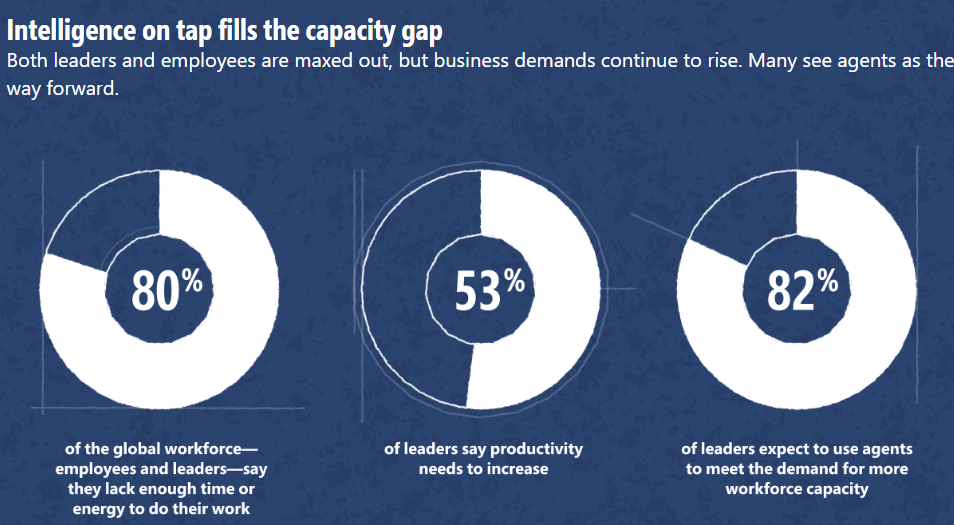 Intelligence on tap fills the capacity gap
Both leaders and employees are maxed out, but business demands continue to rise. Many see agents as the
way forward.
80%
of the global workforce—
employees and leaders—say
they lack enough time or
energy to do their work
53%
of leaders say productivity
needs to increase
82%
of leaders expect to use agents
to meet the demand for more
workforce capacity